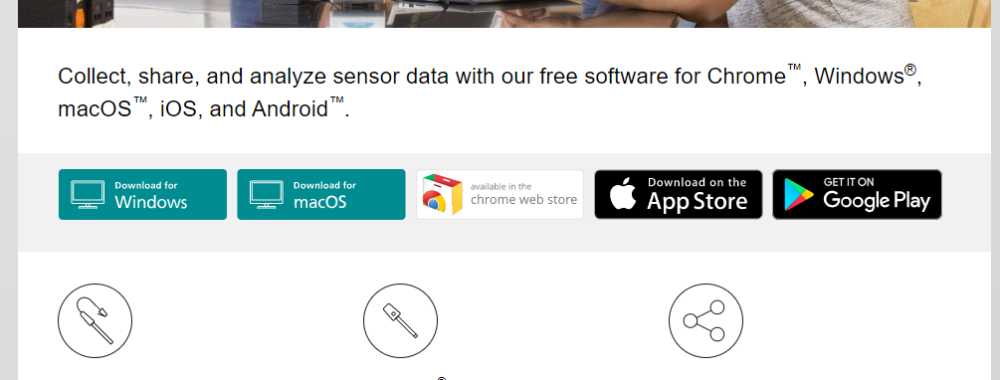 Collect, share, and analyze sensor data with our free software for Chrome™, Windows®,
macOS™, iOS, and Android™.
Download for
Windows
Download for
macOS
available in the
chrome web store
Download on the
App Store
GET IT ON
Google Play
®